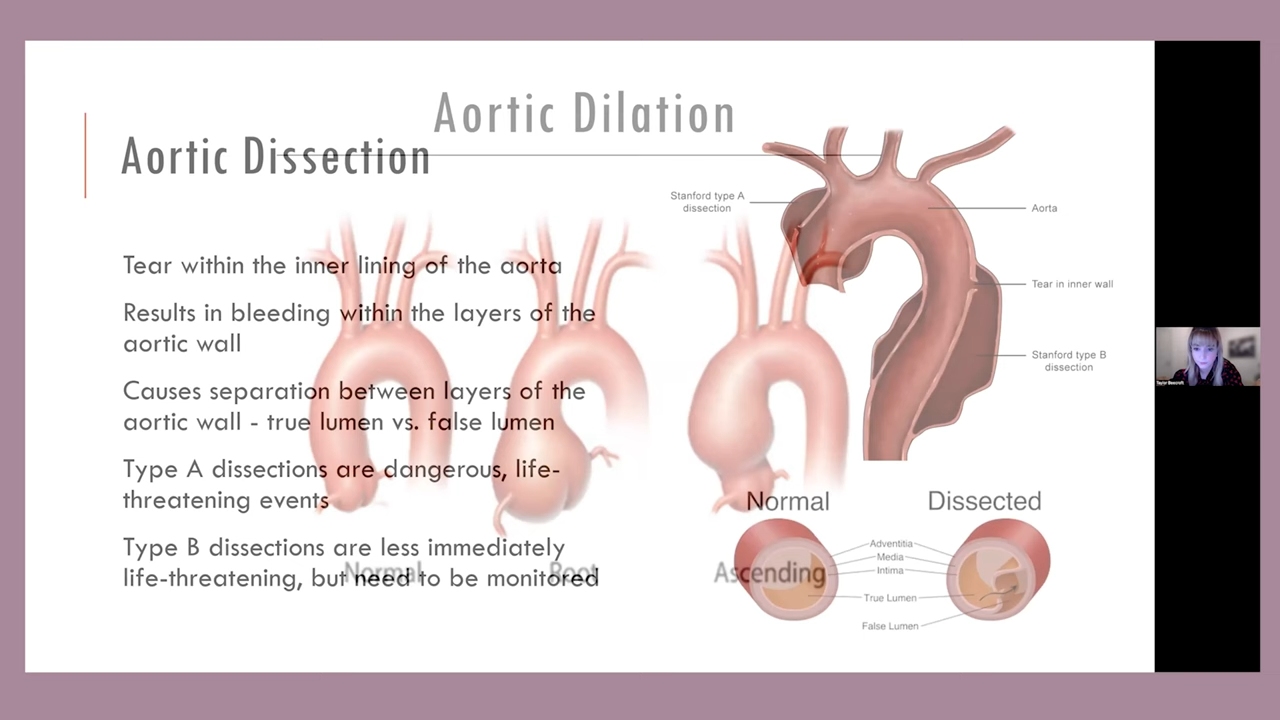 Aortic Dilation
Aortic Dissection
Tear within the inner lining of the aorta
Results in bleeding within the layers of the
aortic wall
Causes separation between layers of the
aortic wall - true lumen vs. false lumen
Type A dissections are dangerous, life-
threatening events
Type B dissections are less immediately
life-threatening, but need to be monitored
Normal
Root
Ascending
Stanford type A
dissection
Aorta
Tear in inner wall
Stanford type B
dissection
Normal
Dissected
Adventitia
Media
Intima
True Lumen
False Lumen
Taylor Beecroft